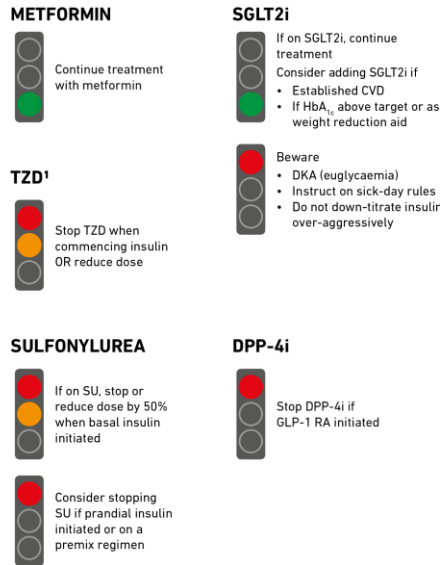 METFORMIN
Continue treatment
with metformin
TZD¹
Stop TZD when
commencing insulin
OR reduce dose
SULFONYLUREA
If on SU, stop or
reduce dose by 50%
when basal insulin
initiated
Consider stopping
SU if prandial insulin
initiated or on a
premix regimen
SGLT2i
If on SGLT2i, continue
treatment
Consider adding SGLT2i if
• Established CVD
• If HbA1c above target or as
weight reduction aid
Beware
• DKA (euglycaemia)
• Instruct on sick-day rules
• Do not down-titrate insulin
over-aggressively
DPP-4i
Stop DPP-4i if
GLP-1 RA initiated